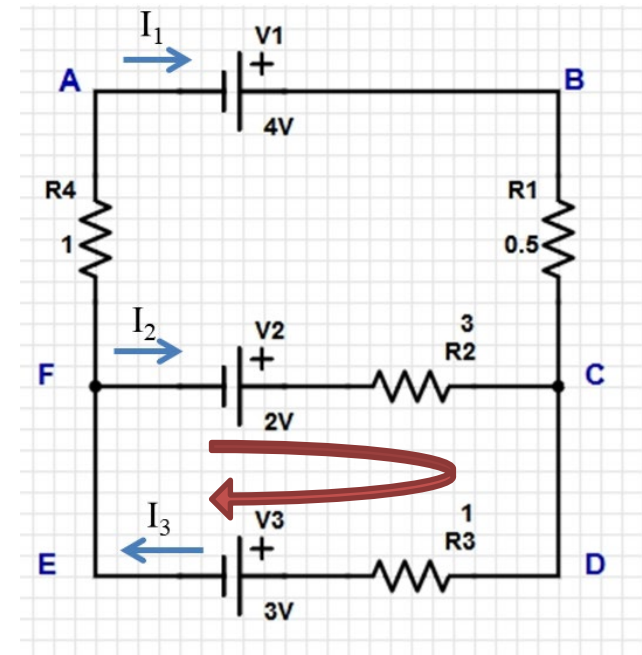 I₁
V1
+
A
B
4V
R4
R1
1
0.5
I₂
V2
3
+
R2
F
C
2V
I₃
V3
1
+
R3
E
D
3V